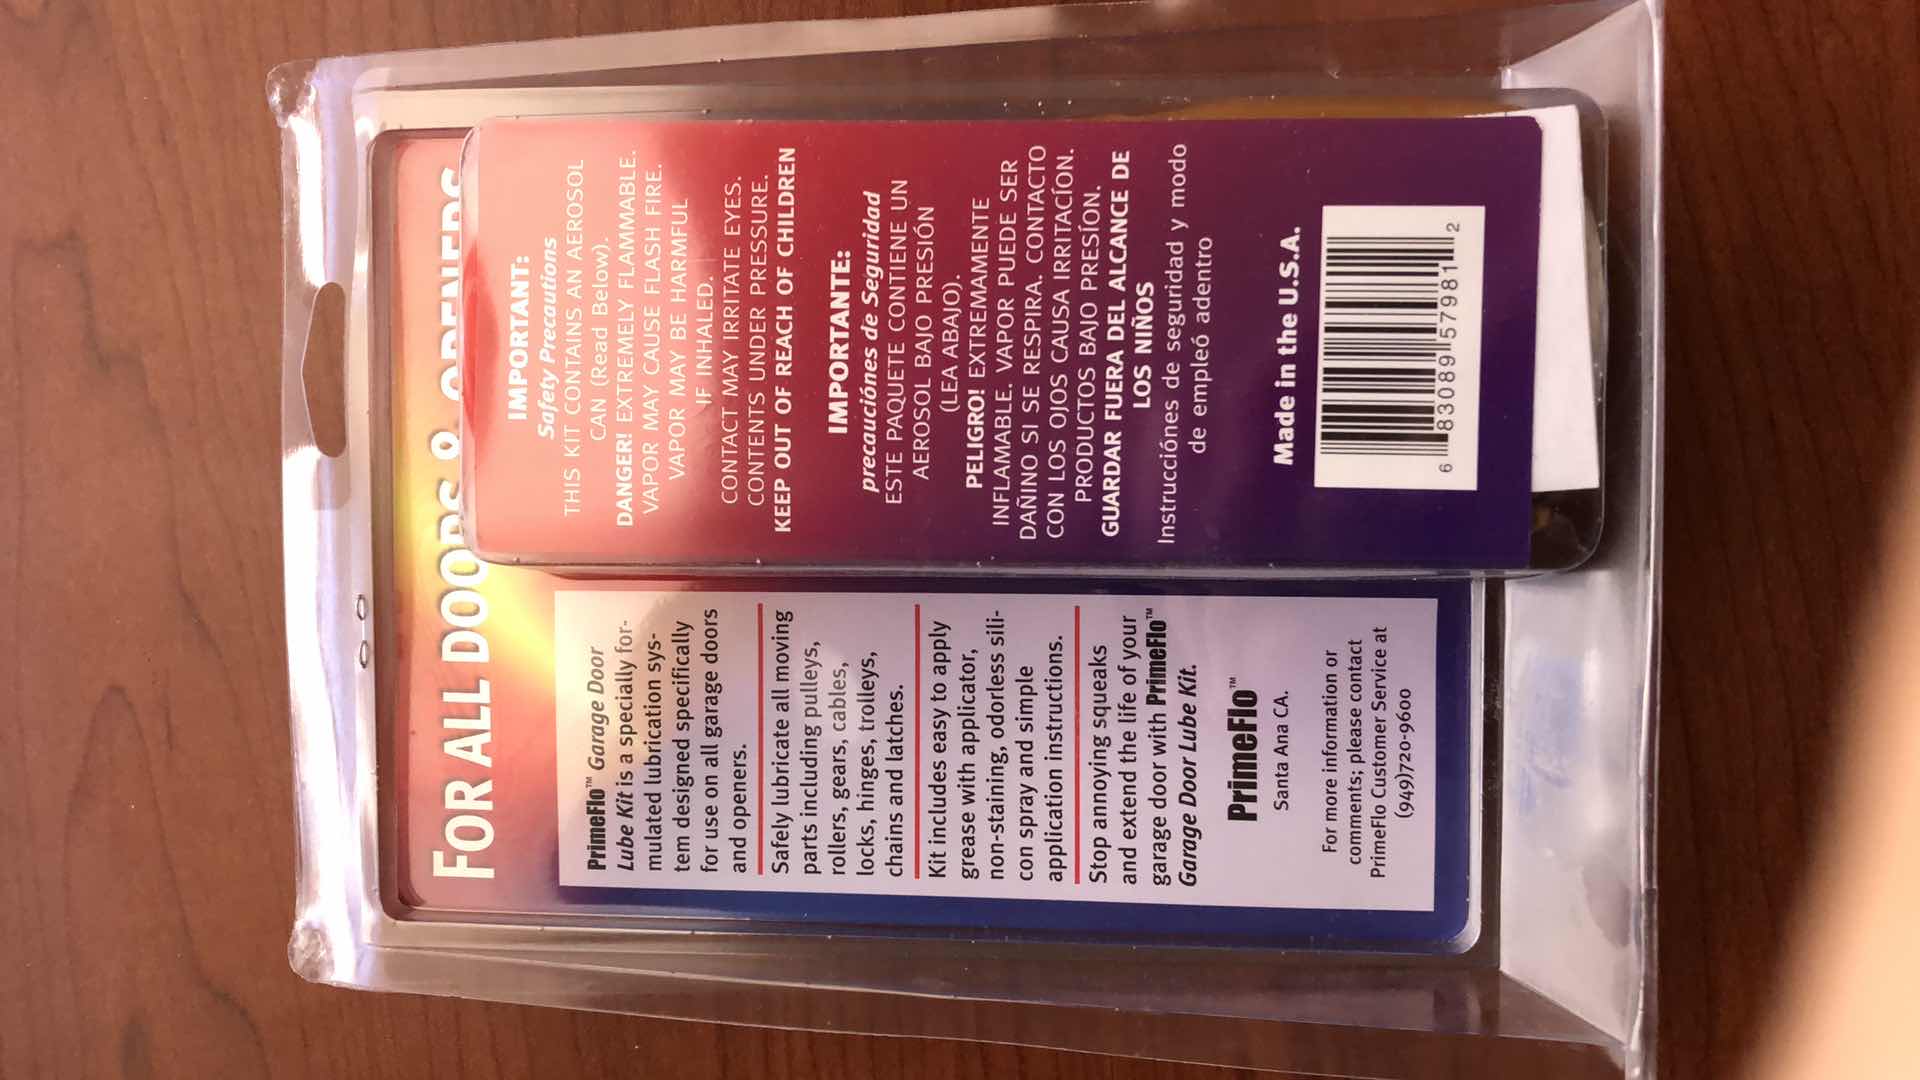 FOR ALL DOORS & OPENERS
PrimeFlo™ Garage Door
Lube Kit is a specially for-
mulated lubrication sys-
tem designed specifically
for use on all garage doors
and openers.
Safely lubricate all moving
parts including pulleys,
rollers, gears, cables,
locks, hinges, trolleys,
chains and latches.
Kit includes easy to apply
grease with applicator,
non-staining, odorless sili-
con spray and simple
application instructions.
Stop annoying squeaks
and extend the life of your
garage door with PrimeFlo™
Garage Door Lube Kit.
PrimeFlo™
Santa Ana CA.
For more information or
comments; please contact
PrimeFlo Customer Service at
(949)720-9600
IMPORTANT:
Safety Precautions
THIS KIT CONTAINS AN AEROSOL
CAN (Read Below).
DANGER! EXTREMELY FLAMMABLE.
VAPOR MAY CAUSE FLASH FIRE.
VAPOR MAY BE HARMFUL
IF INHALED.
CONTACT MAY IRRITATE EYES.
CONTENTS UNDER PRESSURE.
KEEP OUT OF REACH OF CHILDREN
IMPORTANTE:
precauciónes de Seguridad
ESTE PAQUETE CONTIENE UN
AEROSOL BAJO PRESIÓN
(LEA ABAJO).
PELIGRO! EXTREMAMENTE
INFLAMABLE. VAPOR PUEDE SER
DAÑINO SI SE RESPIRA. CONTACTO
CON LOS OJOS CAUSA IRRITACÍON.
PRODUCTOS BAJO PRESÍON.
GUARDAR FUERA DEL ALCANCE DE
LOS NIÑOS
Instrucciónes de seguridad y modo
de empleó adentro
Made in the U.S.A.
6 83089 57981 2